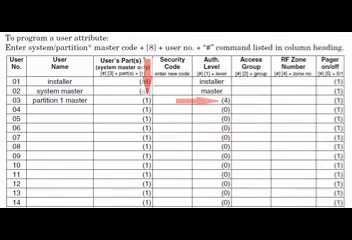 To program a user attribute:
Enter system/partition* master code + [8] + user no. + "#" command listed in column heading.
User No. User Name User's Part(s) (system master only) [#] [3] + part(s) + Security Code enter new code Auth. Level [#] [1] + level Access Group [#] [2] + group RF Zone Number [#] [4] + zone no. Pager on/off [#] [5] + 0/1
01 installer installer (1)
02 system master master (1)
03 partition 1 master (1) (4) (1)
04 (1) (0) (1)
05 (1) (0) (1)
06 (1) (0) (1)
07 (1) (0) (1)
08 (1) (0) (1)
09 (1) (0) (1)
10 (1) (0) (1)
11 (1) (0) (1)
12 (1) (0) (1)
13 (1) (0) (1)
14 (1) (0) (1)